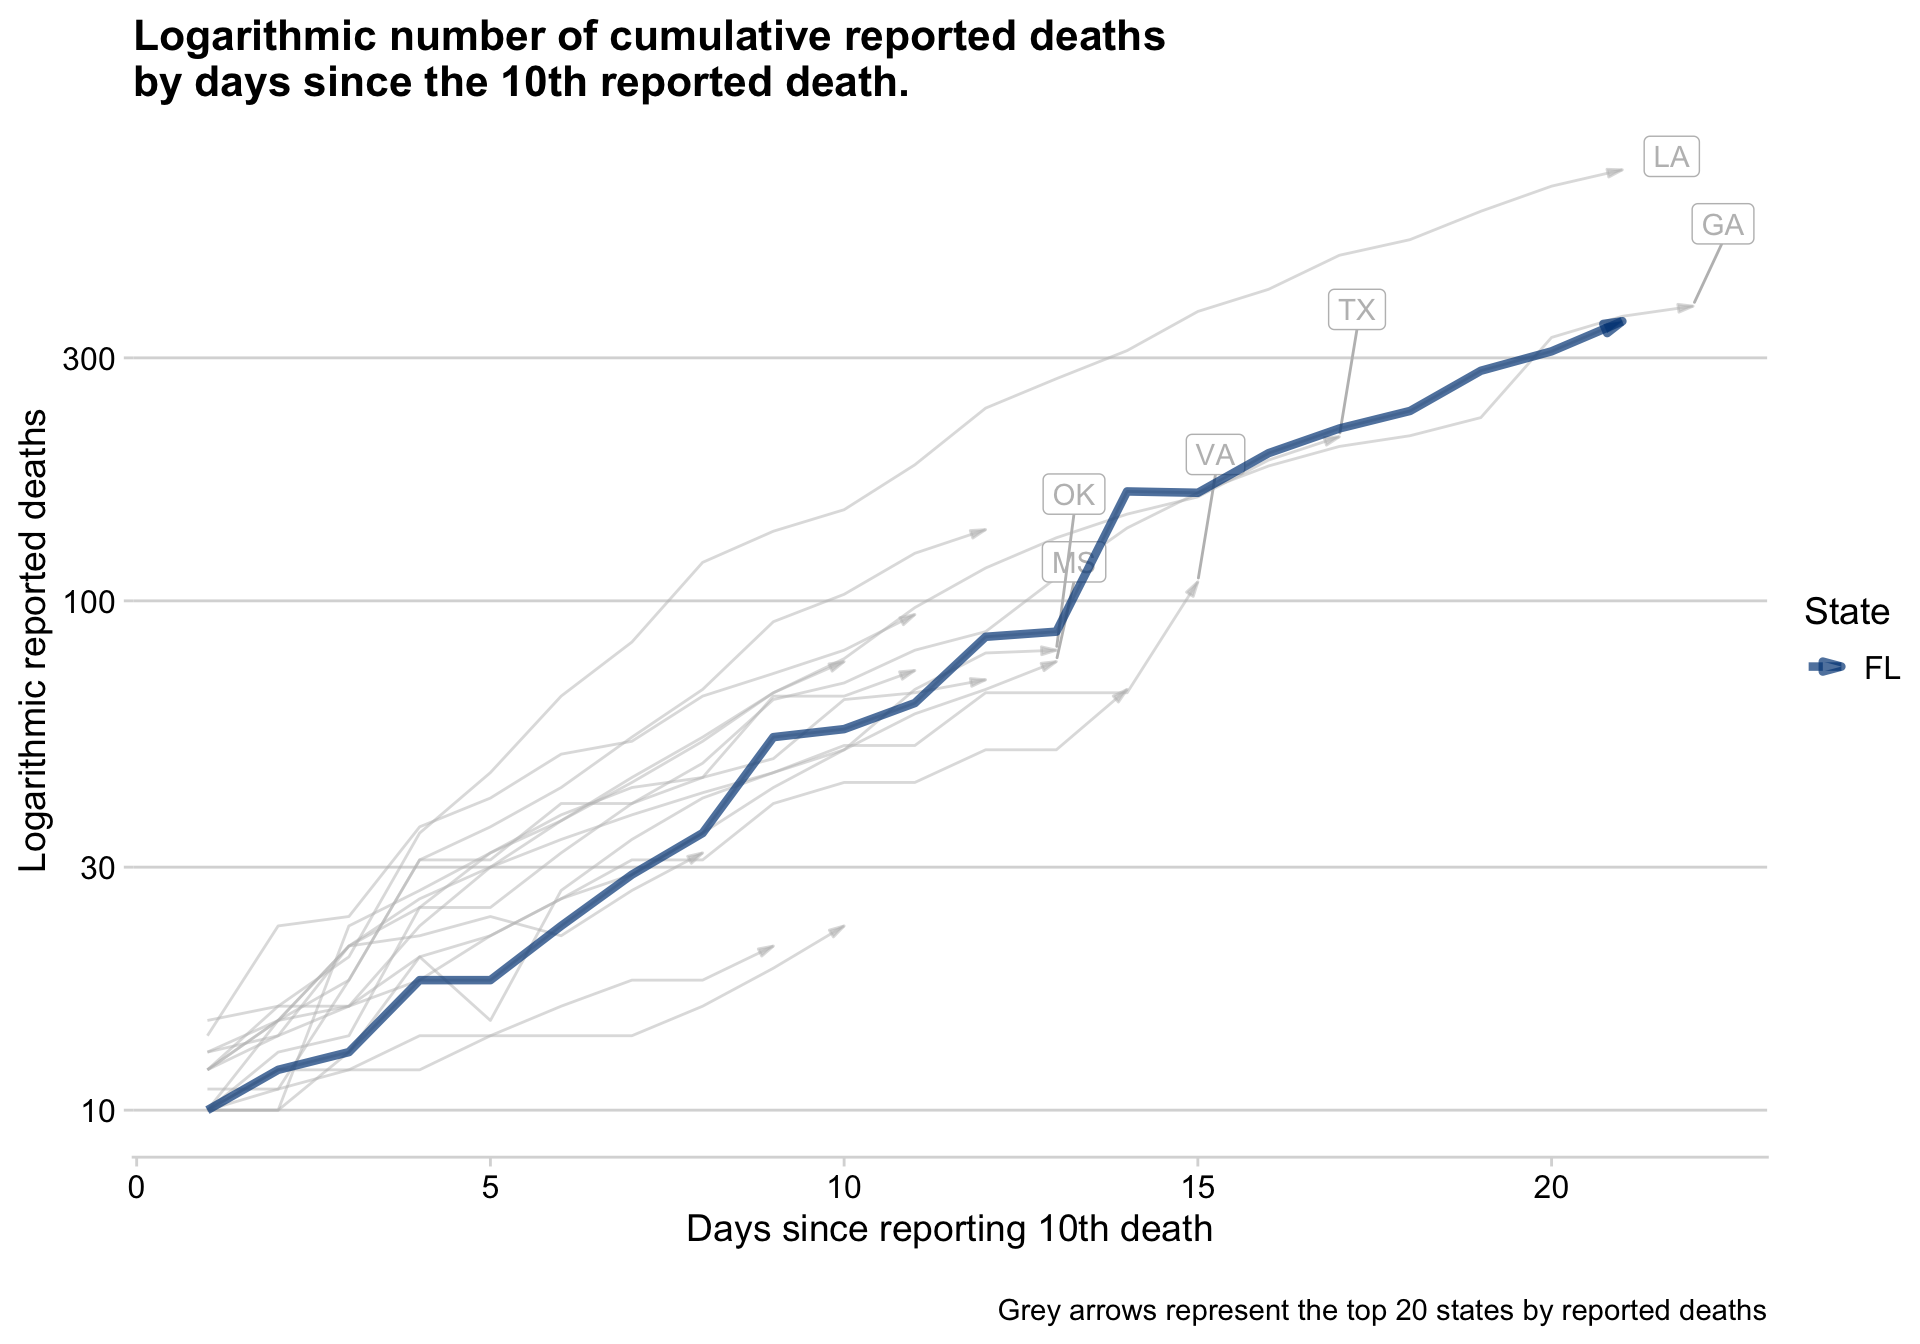 Logarithmic number of cumulative reported deaths
by days since the 10th reported death.
LA
GA
TX
VA
OK
MS
300
100
30
10
Logarithmic reported deaths
0
5
10
15
20
Days since reporting 10th death
State
FL
Grey arrows represent the top 20 states by reported deaths